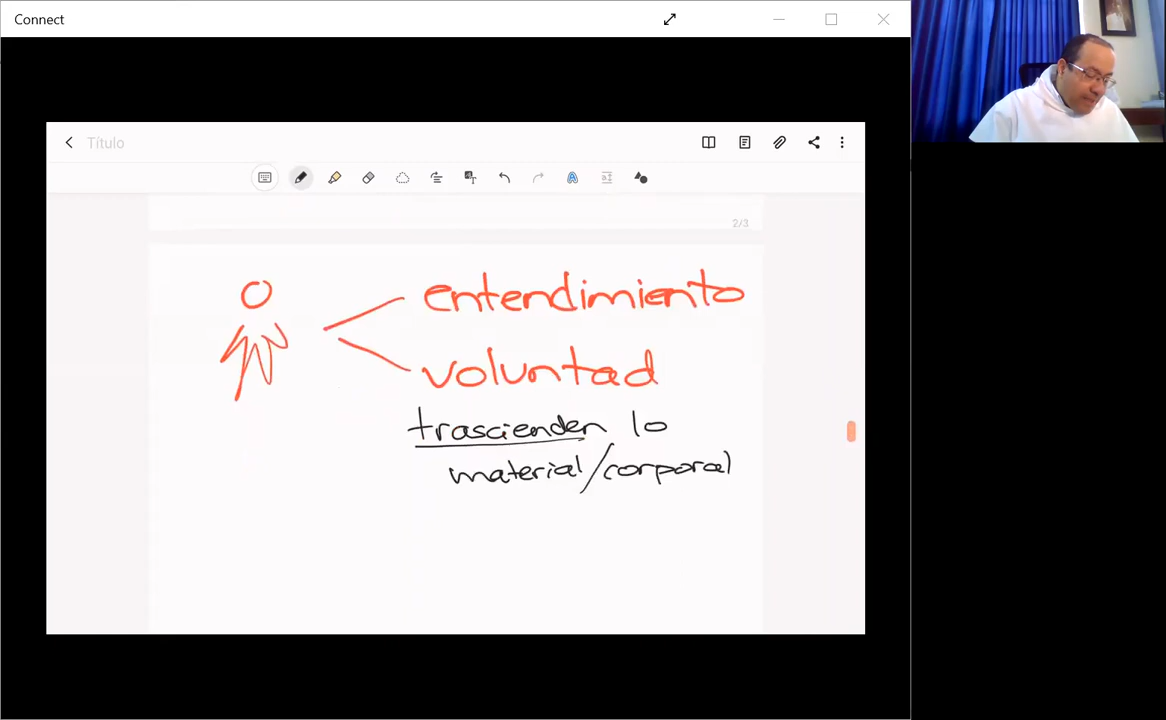 Connect
Título
2/3
entendimiento
voluntad
trascienden lo
material/corporal